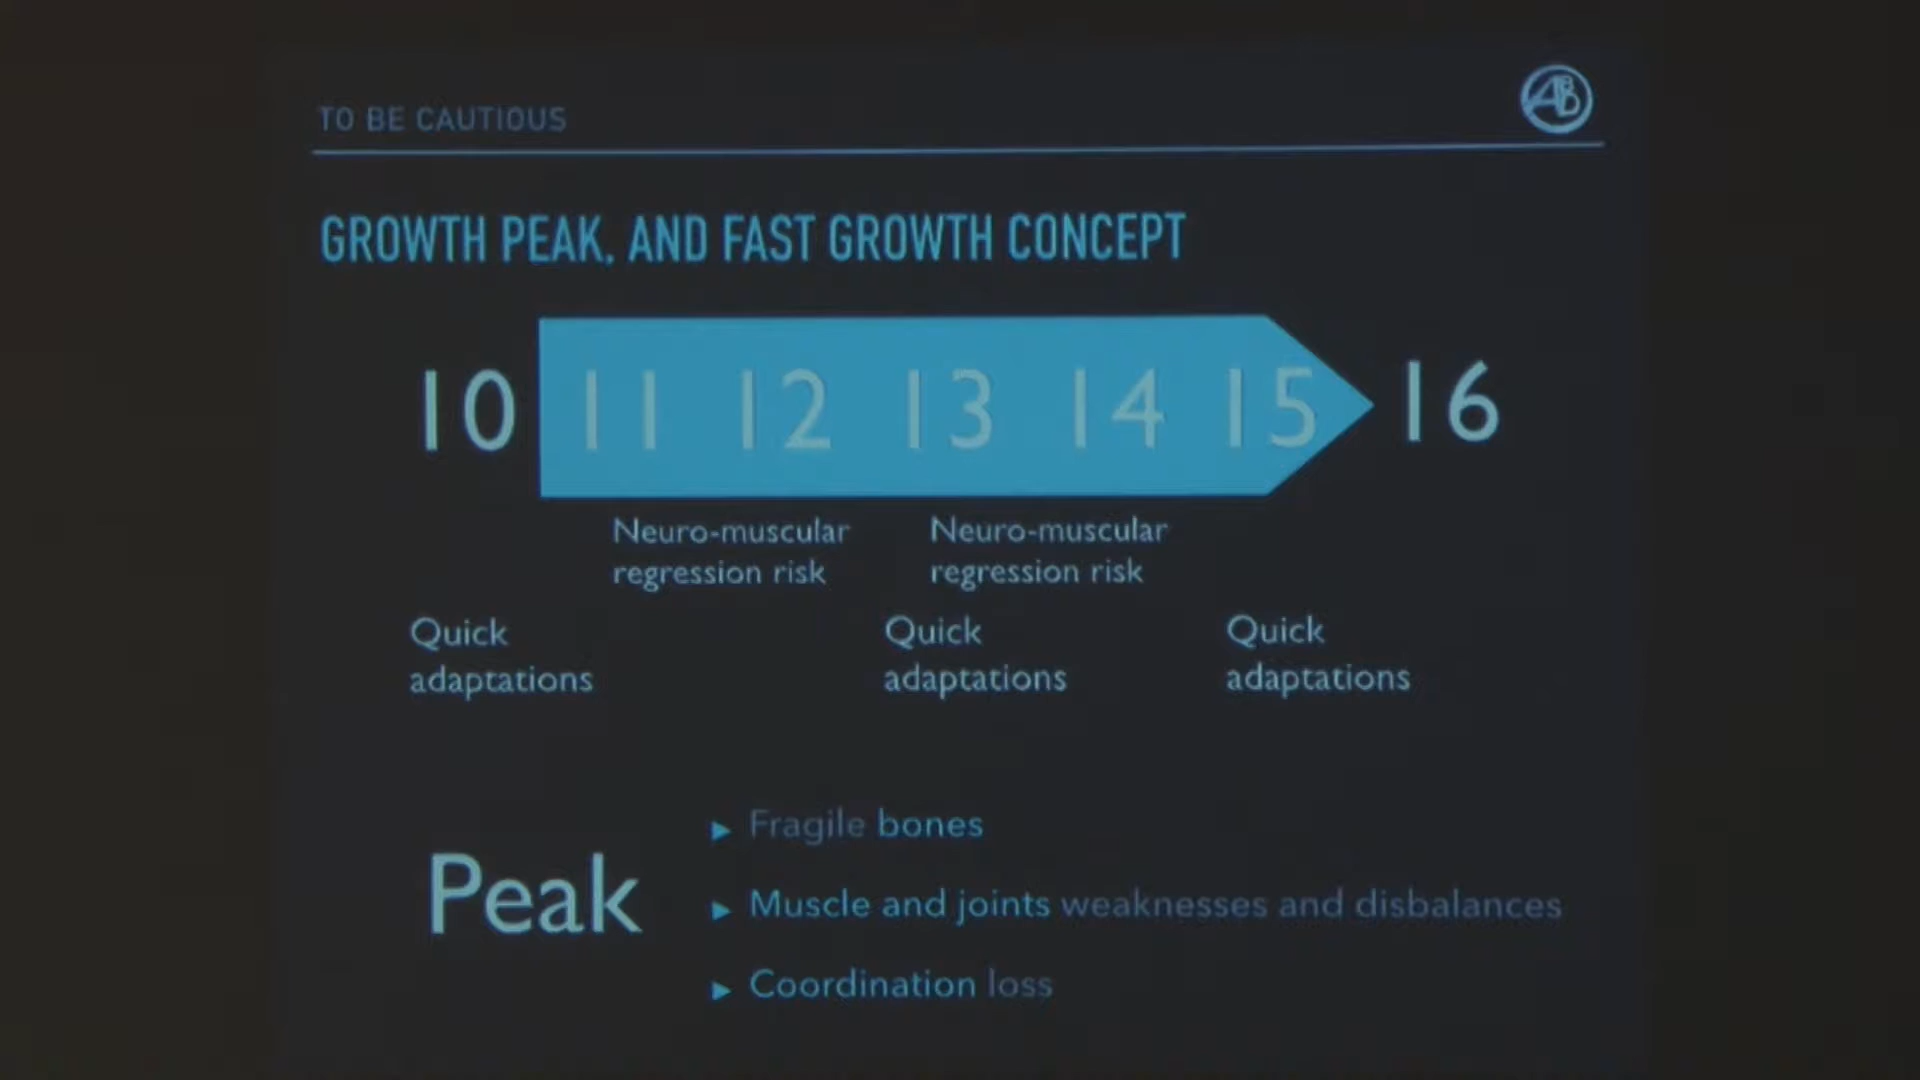 TO BE CAUTIOUS
ABD
GROWTH PEAK, AND FAST GROWTH CONCEPT
10 11 12 13 14 15 16
Neuro-muscular
regression risk
Neuro-muscular
regression risk
Quick
adaptations
Quick
adaptations
Quick
adaptations
Peak
▶ Fragile bones
▶ Muscle and joints weaknesses and disbalances
▶ Coordination loss